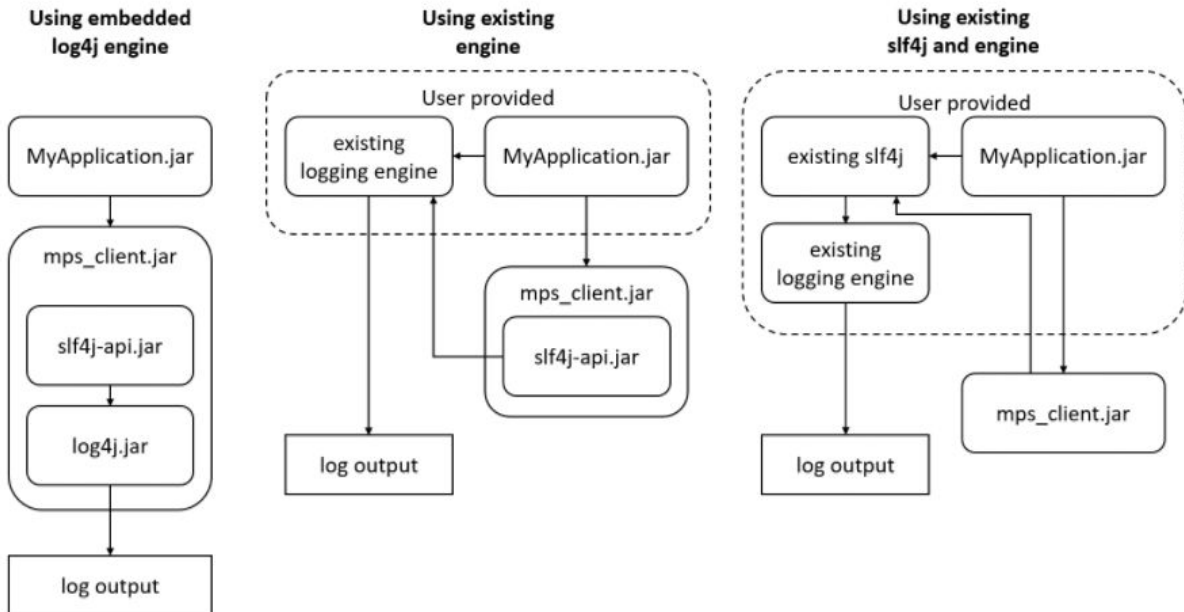 Using embedded
log4j engine
MyApplication.jar
mps_client.jar
slf4j-api.jar
log4j.jar
log output
Using existing
engine
User provided
existing
logging engine
MyApplication.jar
mps_client.jar
slf4j-api.jar
log output
Using existing
slf4j and engine
User provided
existing slf4j
MyApplication.jar
existing
logging engine
mps_client.jar
log output